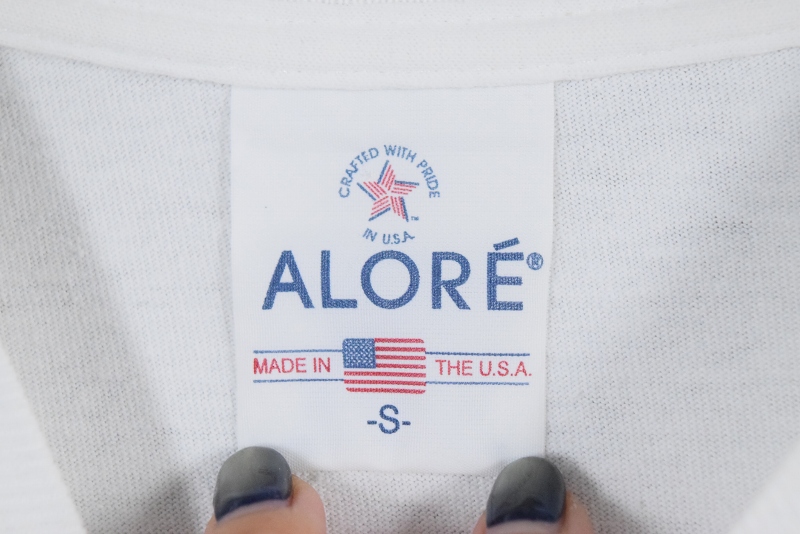 CRAFTED WITH PRIDE
™
IN U.S.A.
ALORÉ®
MADE IN THE U.S.A.
-S-